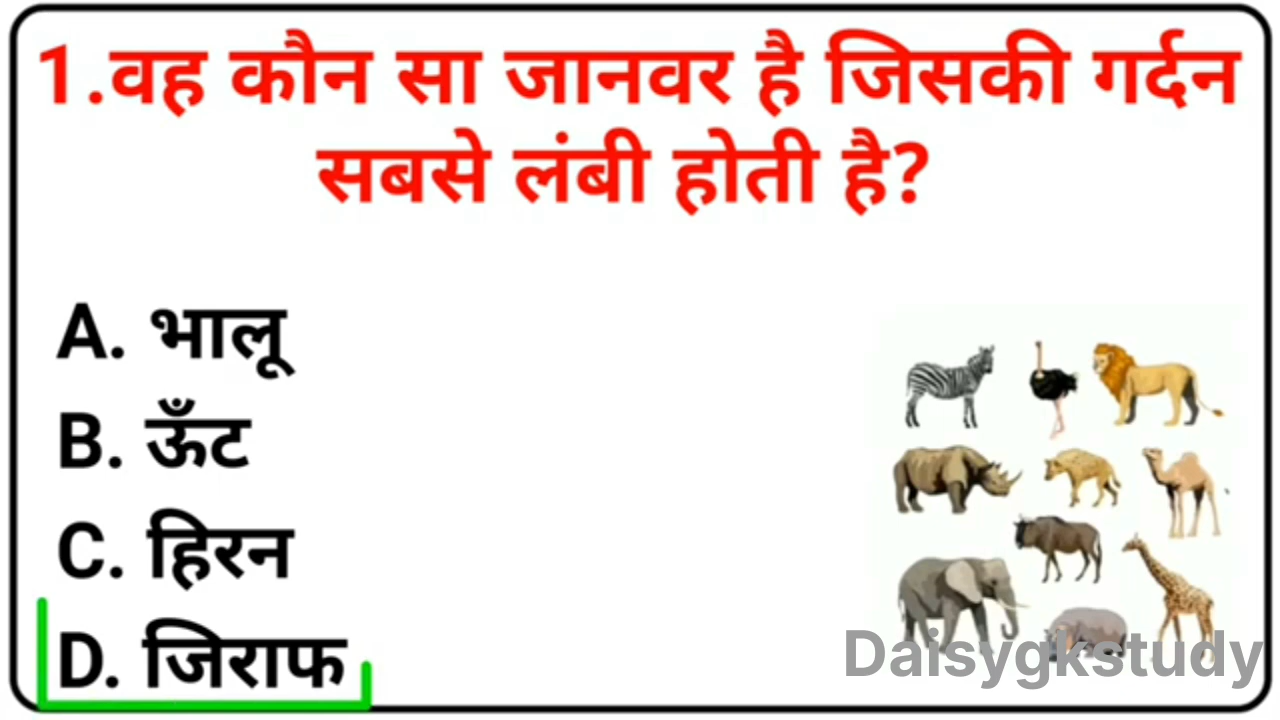 1.वह कौन सा जानवर है जिसकी गर्दन
सबसे लंबी होती है?
A. भालू
B. ऊँट
C. हिरन
D. जिराफ
Daisygkstudy